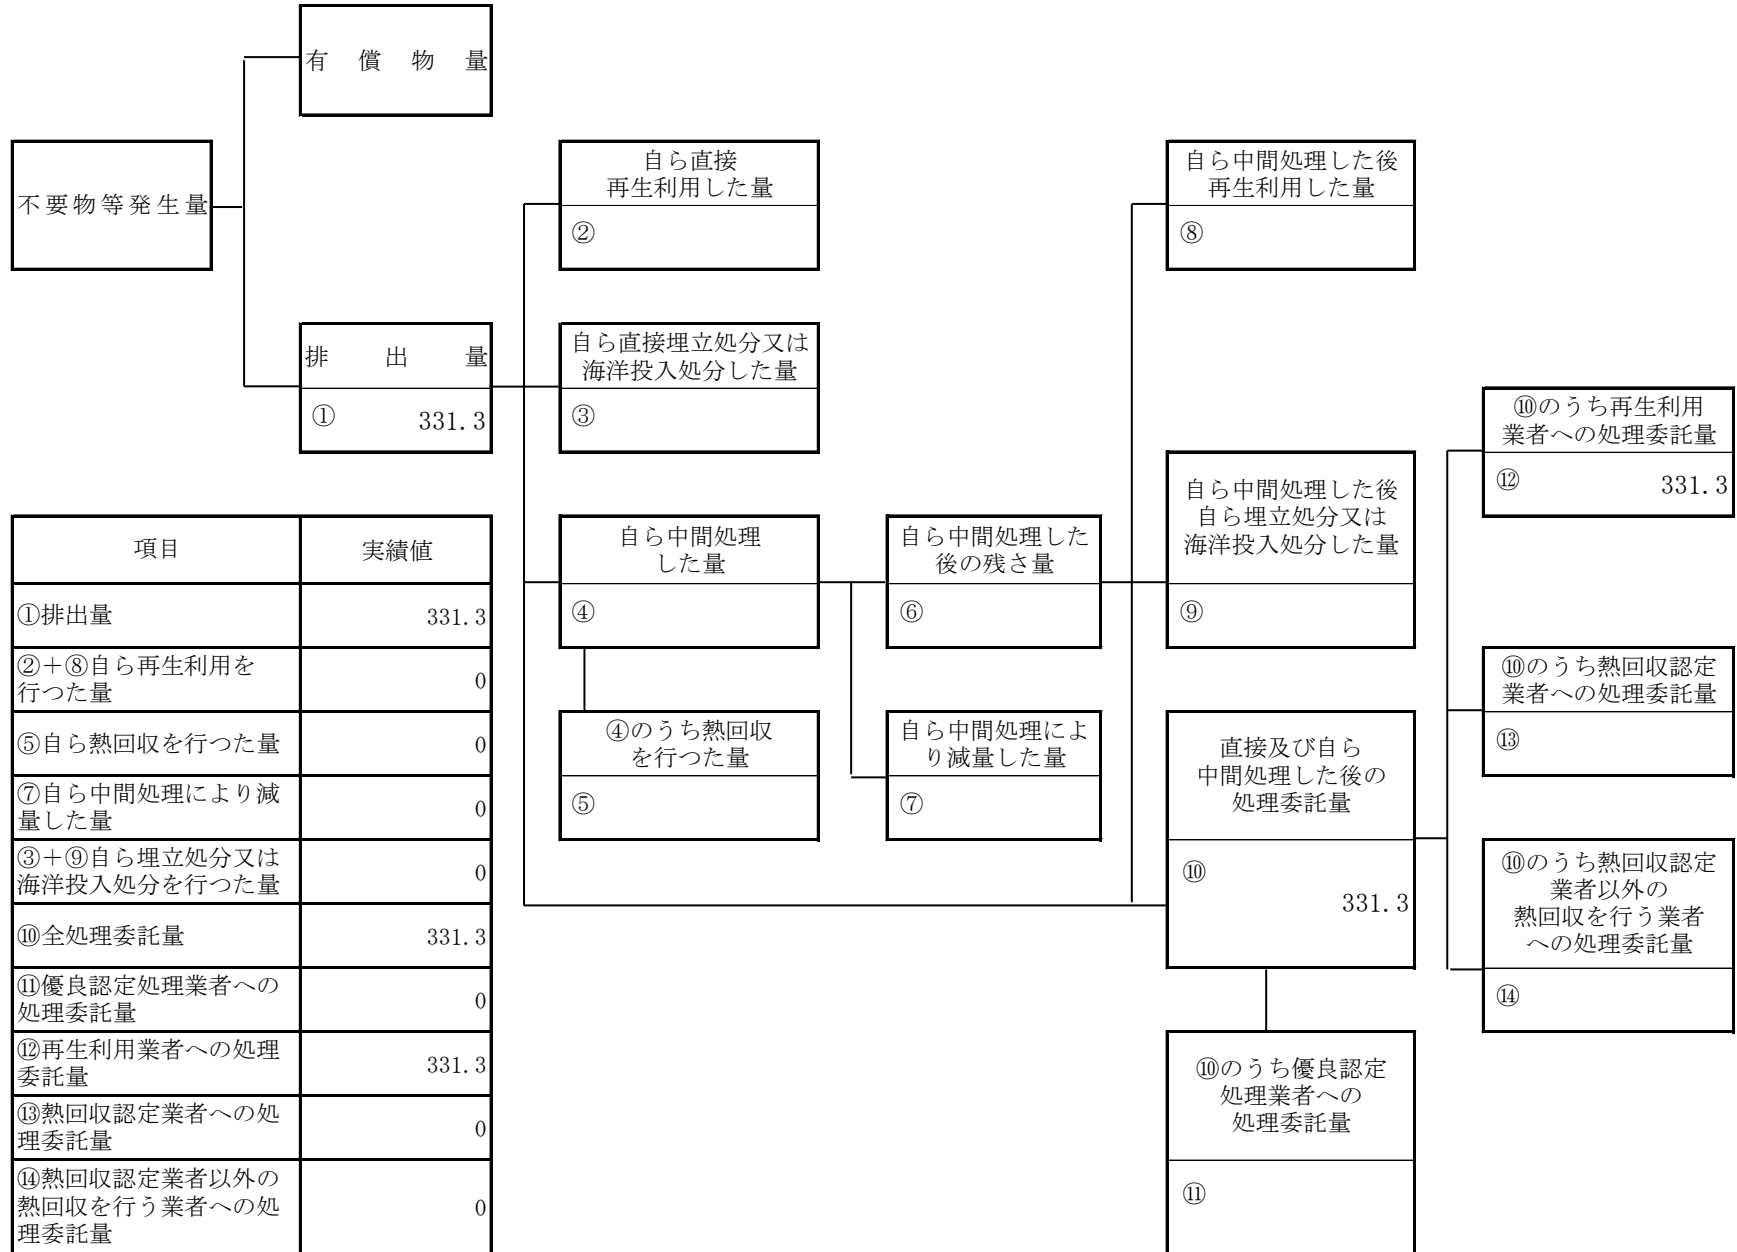 有償物量
不要物等発生量
自ら直接
再生利用した量
②
自ら中間処理した後
再生利用した量
⑧
排出量
① 331.3
自ら直接埋立処分又は
海洋投入処分した量
③
⑩のうち再生利用
業者への処理委託量
⑫ 331.3
自ら中間処理した後
自ら埋立処分又は
海洋投入処分した量
⑨
自ら中間処理
した量
④
自ら中間処理した
後の残さ量
⑥
⑩のうち熱回収認定
業者への処理委託量
⑬
④のうち熱回収
を行つた量
⑤
自ら中間処理によ
り減量した量
⑦
直接及び自ら
中間処理した後の
処理委託量
⑩
331.3
⑩のうち熱回収認定
業者以外の
熱回収を行う業者
への処理委託量
⑭
⑩のうち優良認定
処理業者への
処理委託量
⑪
項目 実績値
①排出量 331.3
②＋⑧自ら再生利用を
行つた量 0
⑤自ら熱回収を行つた量 0
⑦自ら中間処理により減
量した量 0
③＋⑨自ら埋立処分又は
海洋投入処分を行つた量 0
⑩全処理委託量 331.3
⑪優良認定処理業者への
処理委託量 0
⑫再生利用業者への処理
委託量 331.3
⑬熱回収認定業者への処
理委託量 0
⑭熱回収認定業者以外の
熱回収を行う業者への処
理委託量 0